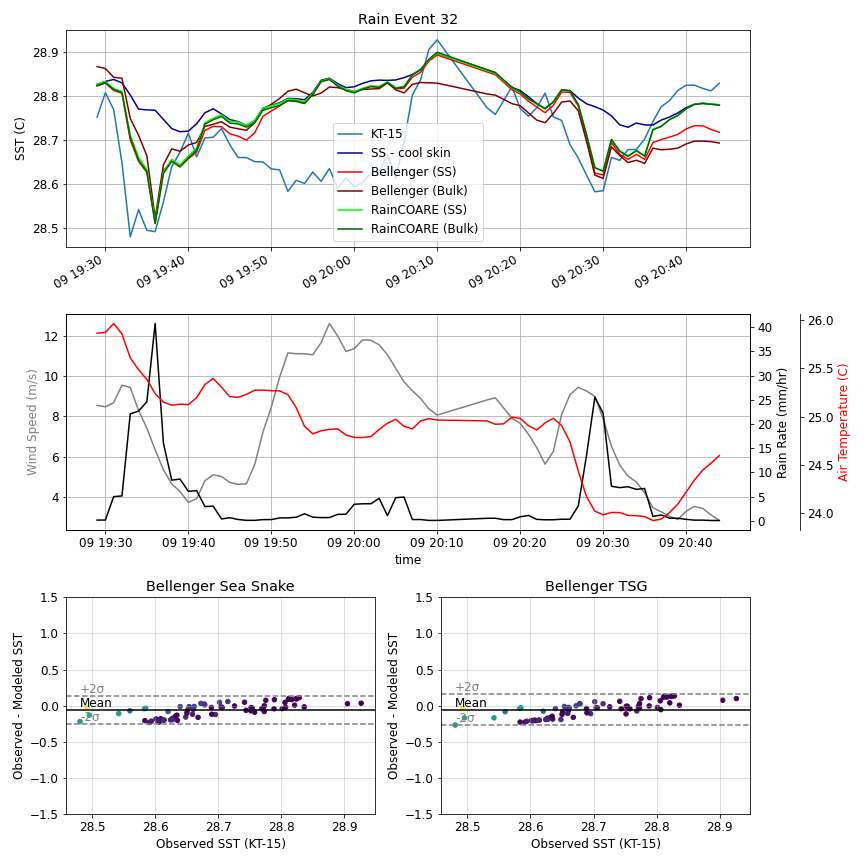 Rain Event 32
SST (C)
28.9
28.8
28.7
28.6
28.5
KT-15
SS - cool skin
Bellenger (SS)
Bellenger (Bulk)
RainCOARE (SS)
RainCOARE (Bulk)
09 19:30
09 19:40
09 19:50
09 20:00
09 20:10
09 20:20
09 20:30
09 20:40
Wind Speed (m/s)
12
10
8
6
4
40
35
30
25
20
15
10
5
0
Rain Rate (mm/hr)
26.0
25.5
25.0
24.5
24.0
Air Temperature (C)
09 19:30
09 19:40
09 19:50
09 20:00
09 20:10
09 20:20
09 20:30
09 20:40
time
Bellenger Sea Snake
Observed - Modeled SST
1.5
1.0
0.5
0.0
−0.5
−1.0
−1.5
+2σ
Mean
-2σ
28.5
28.6
28.7
28.8
28.9
Observed SST (KT-15)
Bellenger TSG
Observed - Modeled SST
1.5
1.0
0.5
0.0
−0.5
−1.0
−1.5
+2σ
Mean
-2σ
28.5
28.6
28.7
28.8
28.9
Observed SST (KT-15)